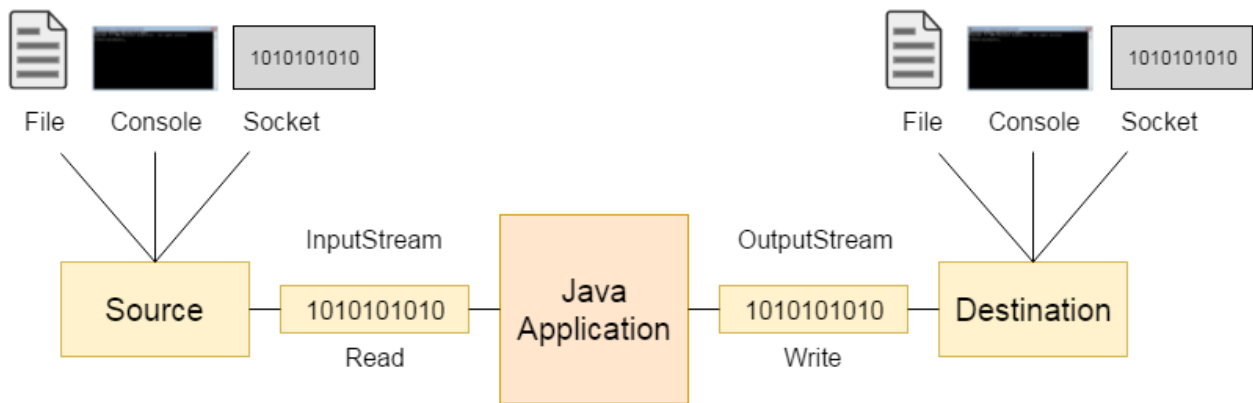 1010101010
1010101010
File Console Socket
File Console Socket
InputStream
OutputStream
Source
1010101010
Java
Application
1010101010
Destination
Read
Write